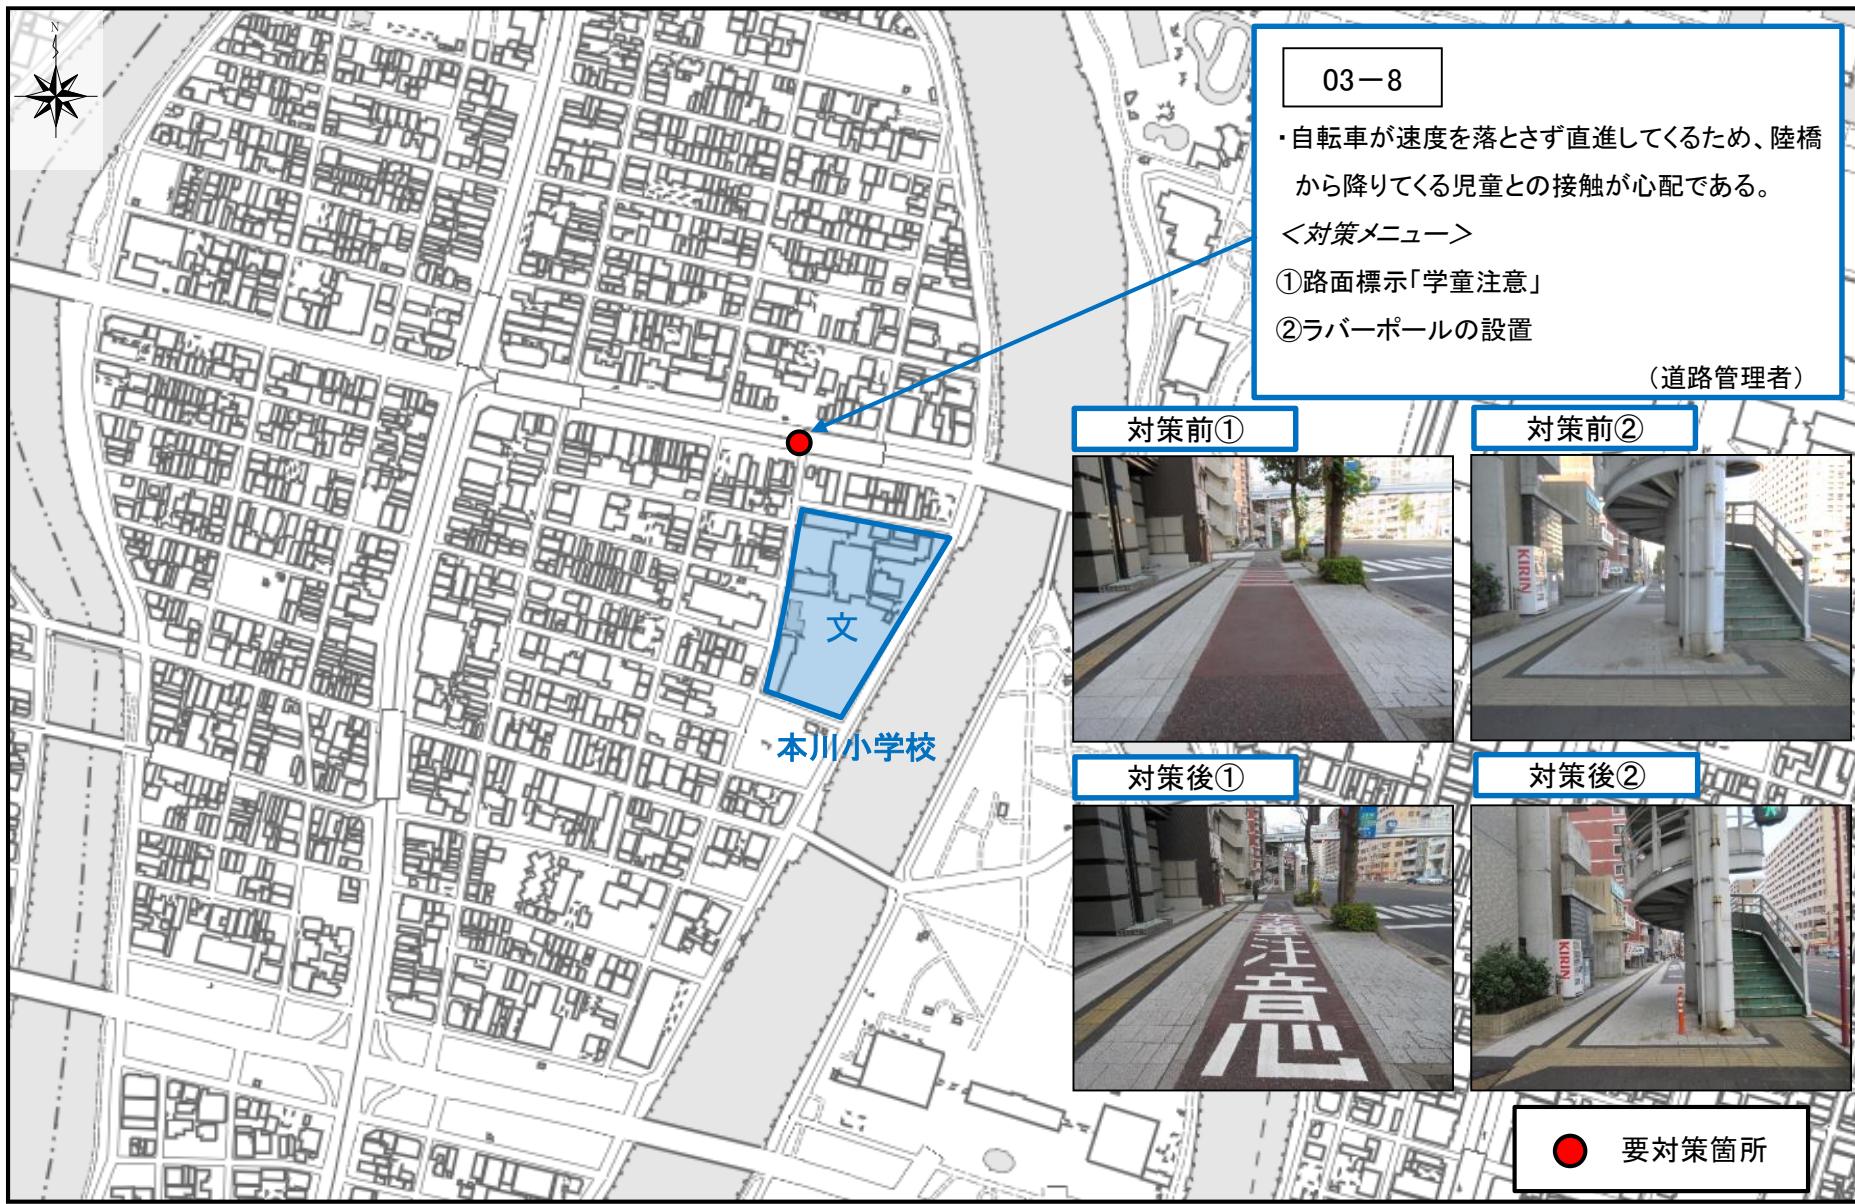 N
03－8
・自転車が速度を落とさず直進してくるため、陸橋
から降りてくる児童との接触が心配である。
＜対策メニュー＞
①路面標示「学童注意」
②ラバーポールの設置
（道路管理者）
対策前①
対策前②
KIRIN
文
本川小学校
対策後①
対策後②
童注意
KIRIN
要対策箇所